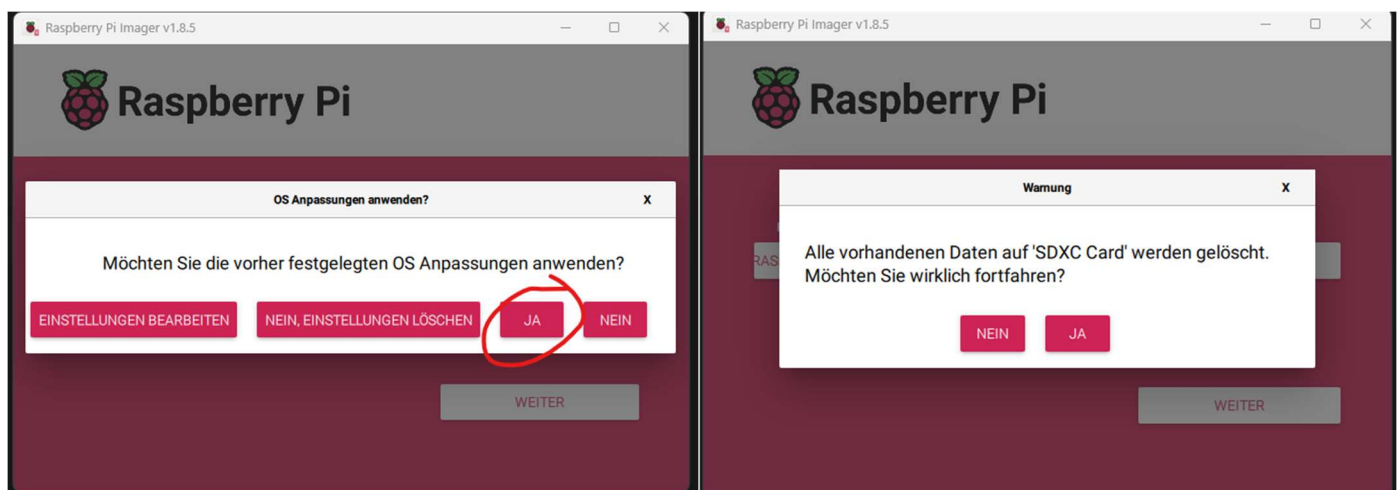 Raspberry Pi Imager v1.8.5
Raspberry Pi
OS Anpassungen anwenden?
X
Möchten Sie die vorher festgelegten OS Anpassungen anwenden?
EINSTELLUNGEN BEARBEITEN
NEIN, EINSTELLUNGEN LÖSCHEN
JA
NEIN
WEITER
Raspberry Pi Imager v1.8.5
Raspberry Pi
Warnung
X
RAS
Alle vorhandenen Daten auf 'SDXC Card' werden gelöscht.
Möchten Sie wirklich fortfahren?
NEIN
JA
WEITER